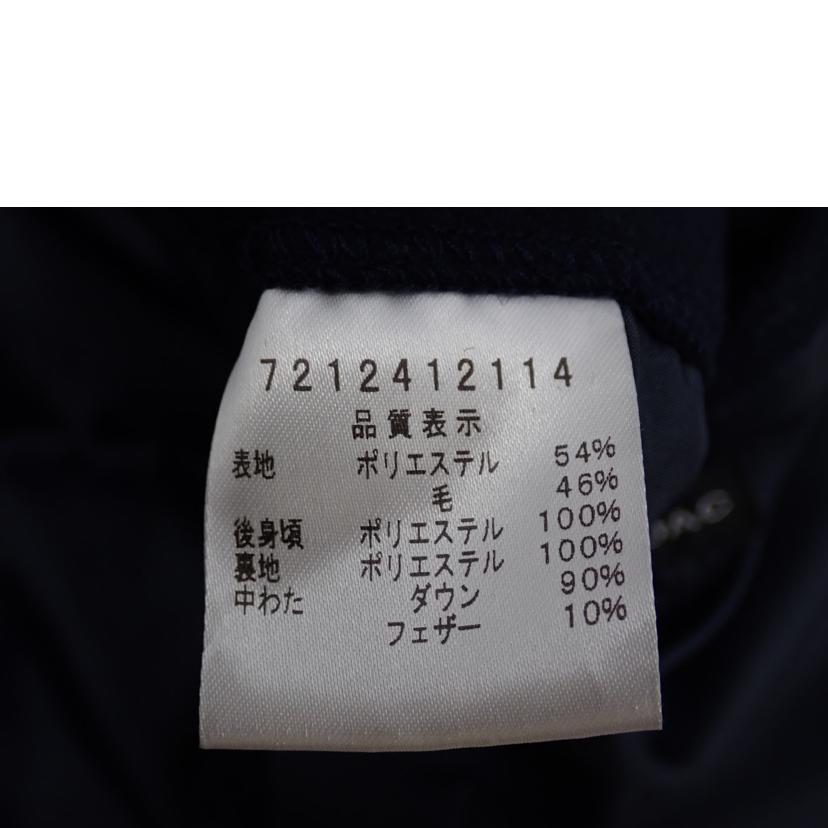 7212412114
品質表示
表地 ポリエステル 54%
毛 46%
後身頃 ポリエステル 100%
裏地 ポリエステル 100%
中わた ダウン 90%
フェザー 10%